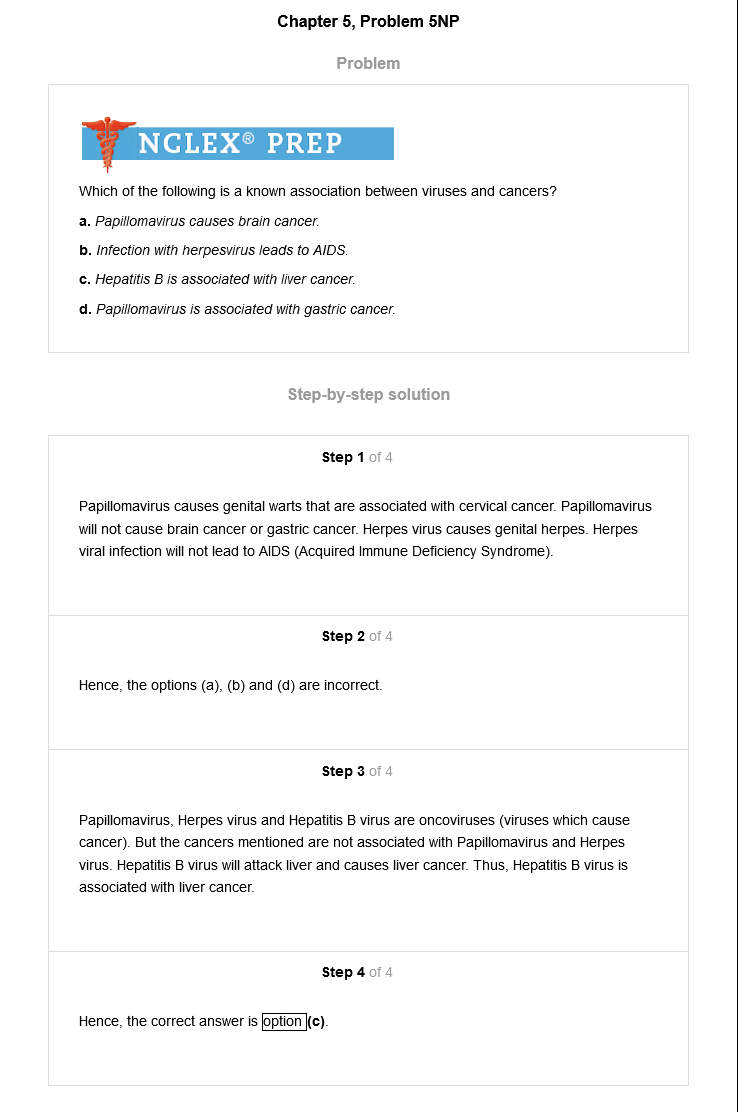 Chapter 5, Problem 5NP
Problem
NCLEX® PREP
Which of the following is a known association between viruses and cancers?
a. Papillomavirus causes brain cancer.
b. Infection with herpesvirus leads to AIDS.
c. Hepatitis B is associated with liver cancer.
d. Papillomavirus is associated with gastric cancer.
Step-by-step solution
Step 1 of 4
Papillomavirus causes genital warts that are associated with cervical cancer. Papillomavirus
will not cause brain cancer or gastric cancer. Herpes virus causes genital herpes. Herpes
viral infection will not lead to AIDS (Acquired Immune Deficiency Syndrome).
Step 2 of 4
Hence, the options (a), (b) and (d) are incorrect.
Step 3 of 4
Papillomavirus, Herpes virus and Hepatitis B virus are oncoviruses (viruses which cause
cancer). But the cancers mentioned are not associated with Papillomavirus and Herpes
virus. Hepatitis B virus will attack liver and causes liver cancer. Thus, Hepatitis B virus is
associated with liver cancer.
Step 4 of 4
Hence, the correct answer is option (c).